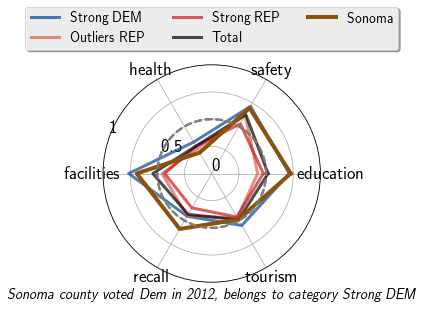 Strong DEM Strong REP Sonoma
Outliers REP Total
health safety
1
0.5
0
facilities education
recall tourism
Sonoma county voted Dem in 2012, belongs to category Strong DEM